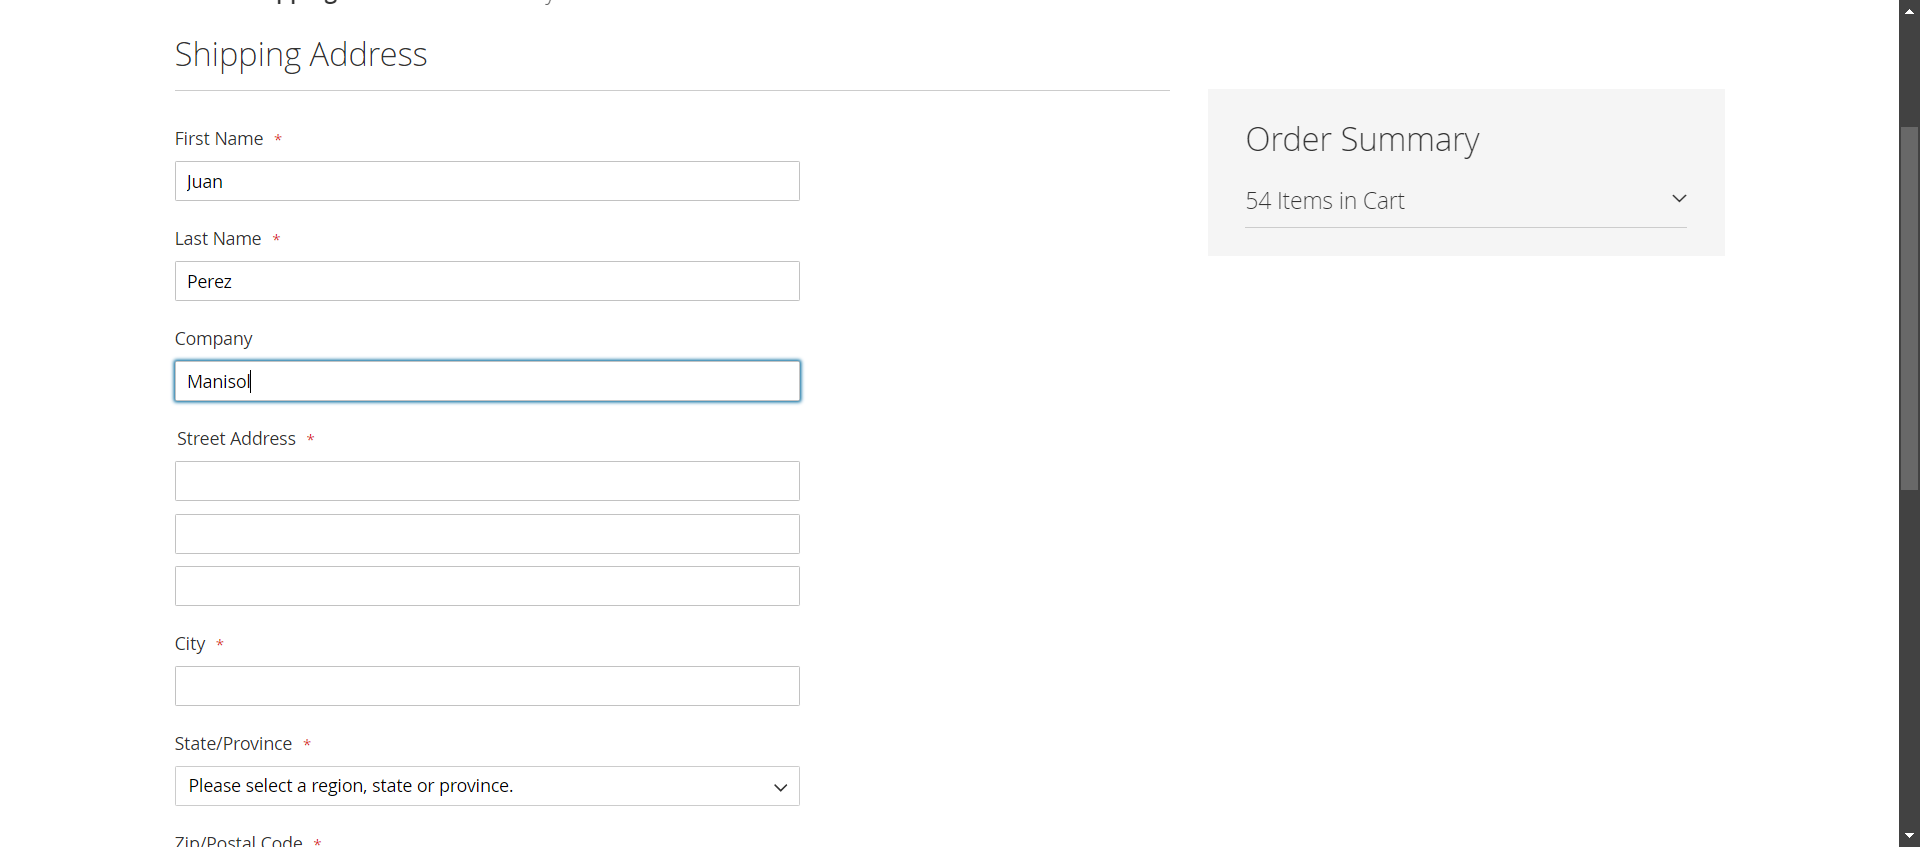 Shipping Address
First Name *
Juan
Last Name *
Perez
Company
Manisol
Street Address *
City *
State/Province *
Please select a region, state or province.
Zip/Postal Code *
Order Summary
54 Items in Cart